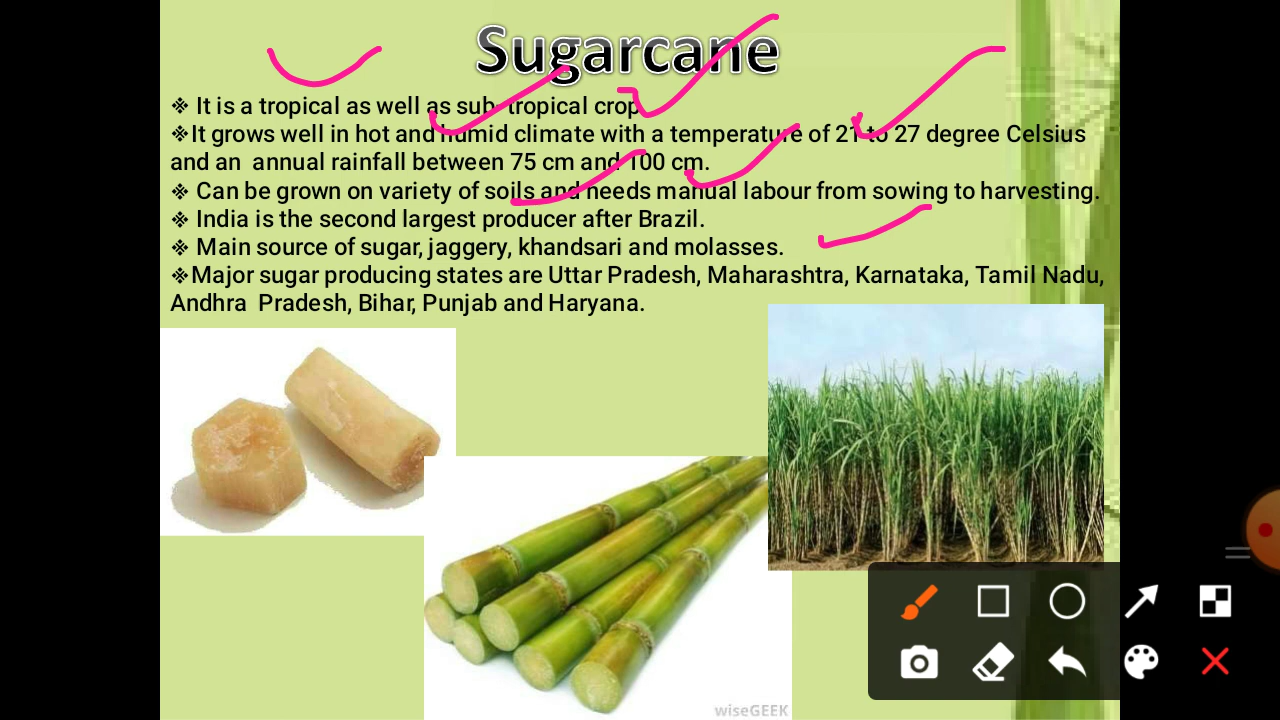 Sugarcane
❖ It is a tropical as well as sub- tropical crop
❖It grows well in hot and humid climate with a temperature of 21 to 27 degree Celsius
and an annual rainfall between 75 cm and 100 cm.
❖ Can be grown on variety of soils and needs manual labour from sowing to harvesting.
❖ India is the second largest producer after Brazil.
❖ Main source of sugar, jaggery, khandsari and molasses.
❖Major sugar producing states are Uttar Pradesh, Maharashtra, Karnataka, Tamil Nadu,
Andhra Pradesh, Bihar, Punjab and Haryana.
wiseGEEK